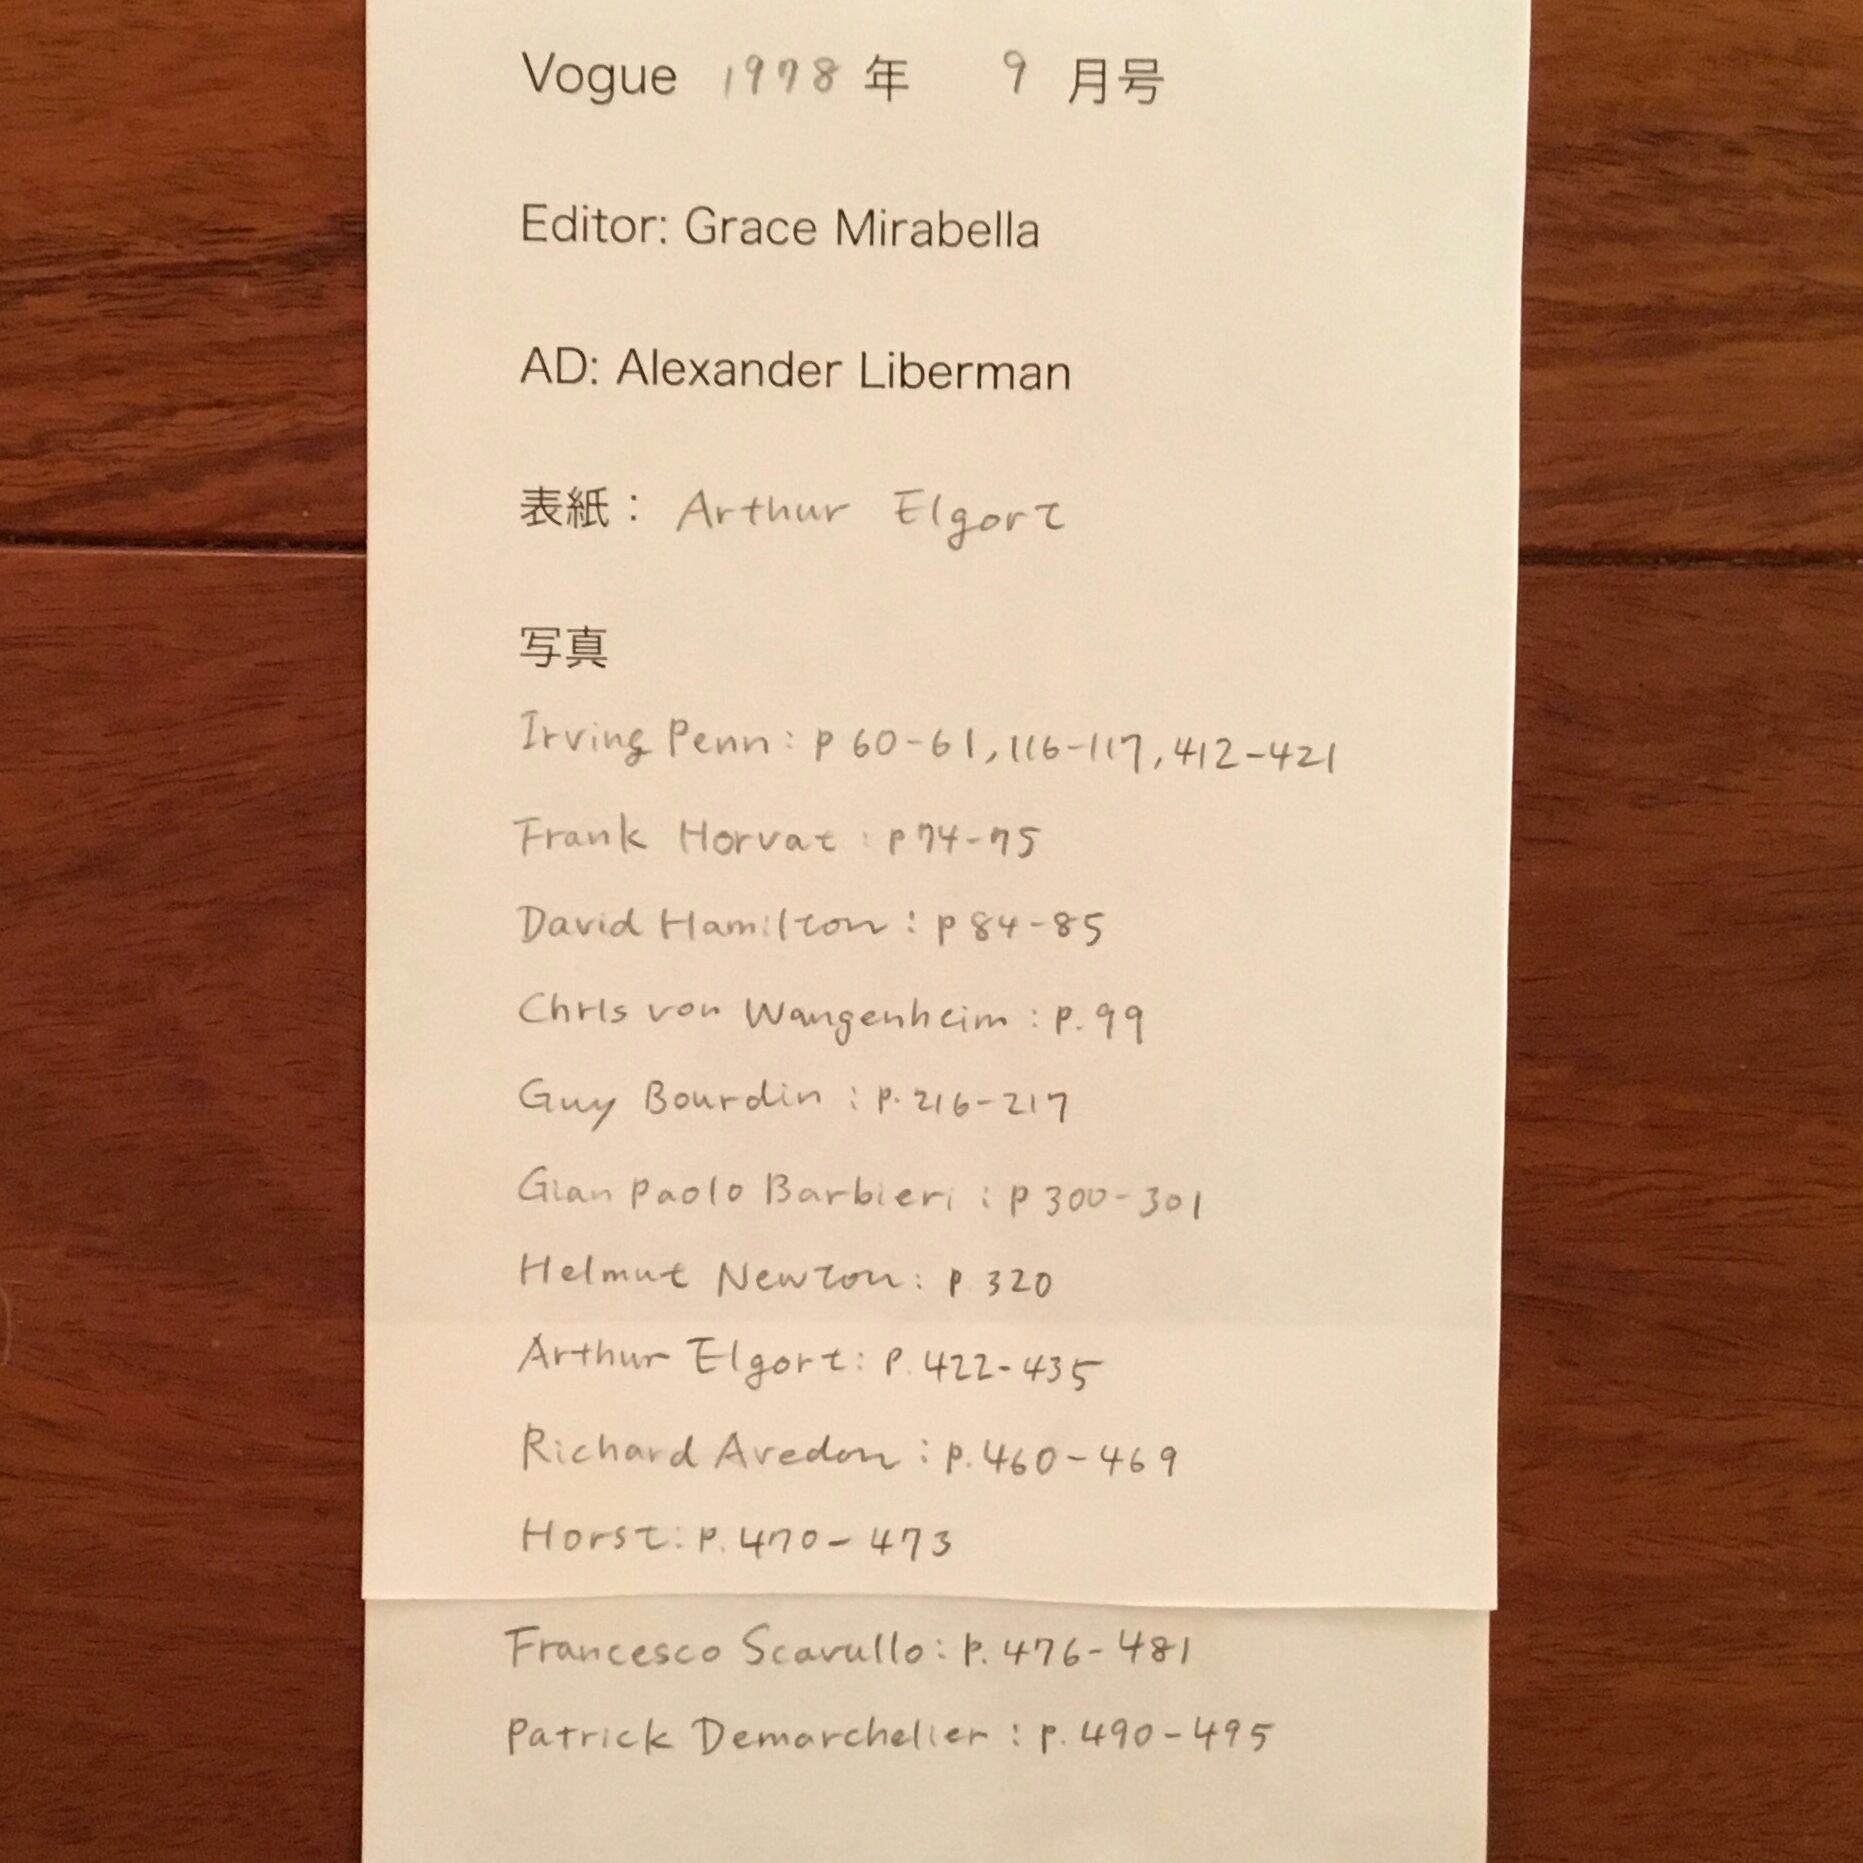 Vogue 1978 年 9 月号
Editor: Grace Mirabella
AD: Alexander Liberman
表紙： Arthur Elgort
写真
Irving Penn: p 60-61, 116-117, 412-421
Frank Horvat: p 74-75
David Hamilton: p 84-85
Chris von Wangenheim: p. 99
Guy Bourdin: p. 216-217
Gian paolo Barbieri: p 300-301
Helmut Newton: p. 320
Arthur Elgort: p. 422-435
Richard Avedon: p. 460-469
Horst: p. 470-473
Francesco Scavullo: p. 476-481
Patrick Demarchelier: p. 490-495